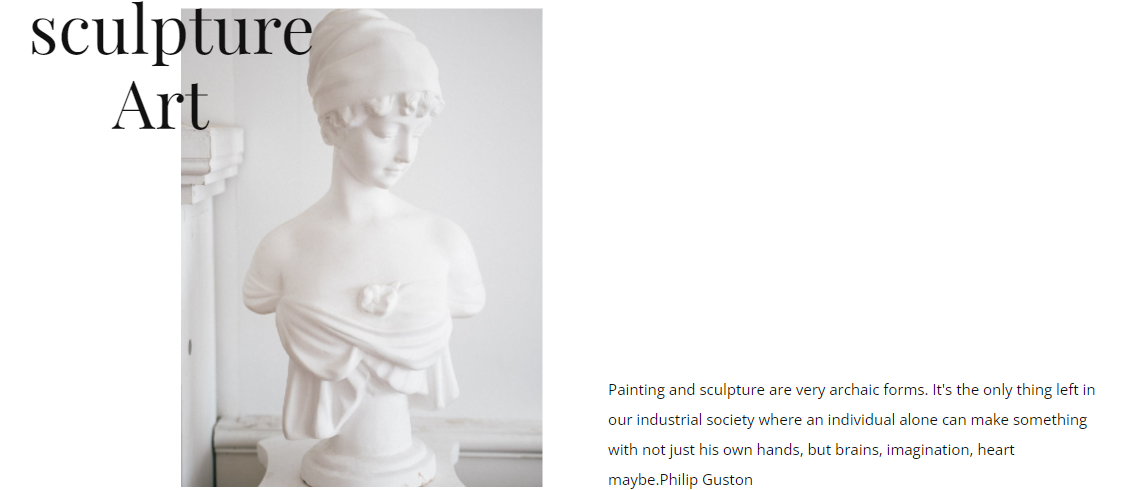 sculpture
Art
Painting and sculpture are very archaic forms. It's the only thing left in
our industrial society where an individual alone can make something
with not just his own hands, but brains, imagination, heart
maybe.Philip Guston